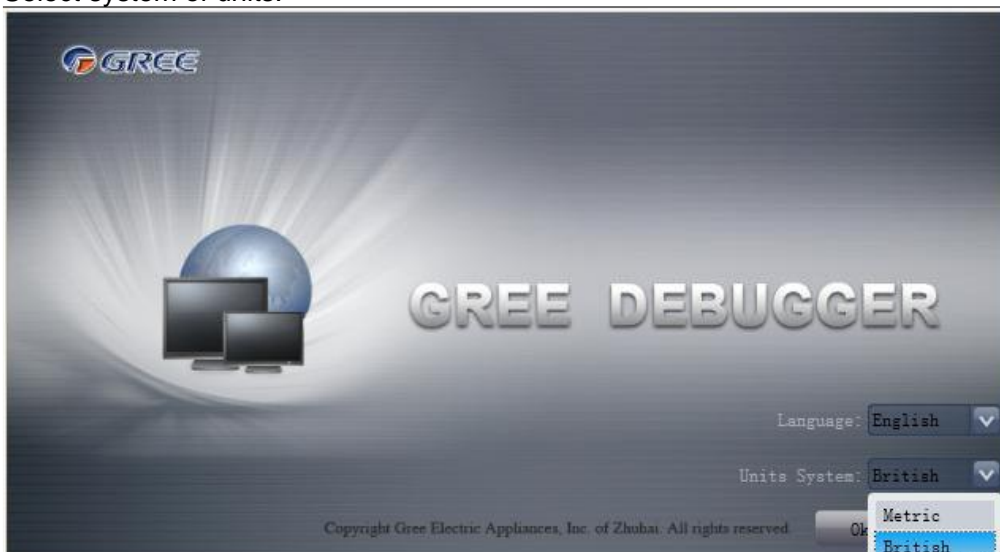 Select system of units.
GREE
GREE DEBUGGER
Language: English
Units System: British
Metric
Copyright Gree Electric Appliances, Inc. of Zhuhai. All rights reserved.
Ok
British